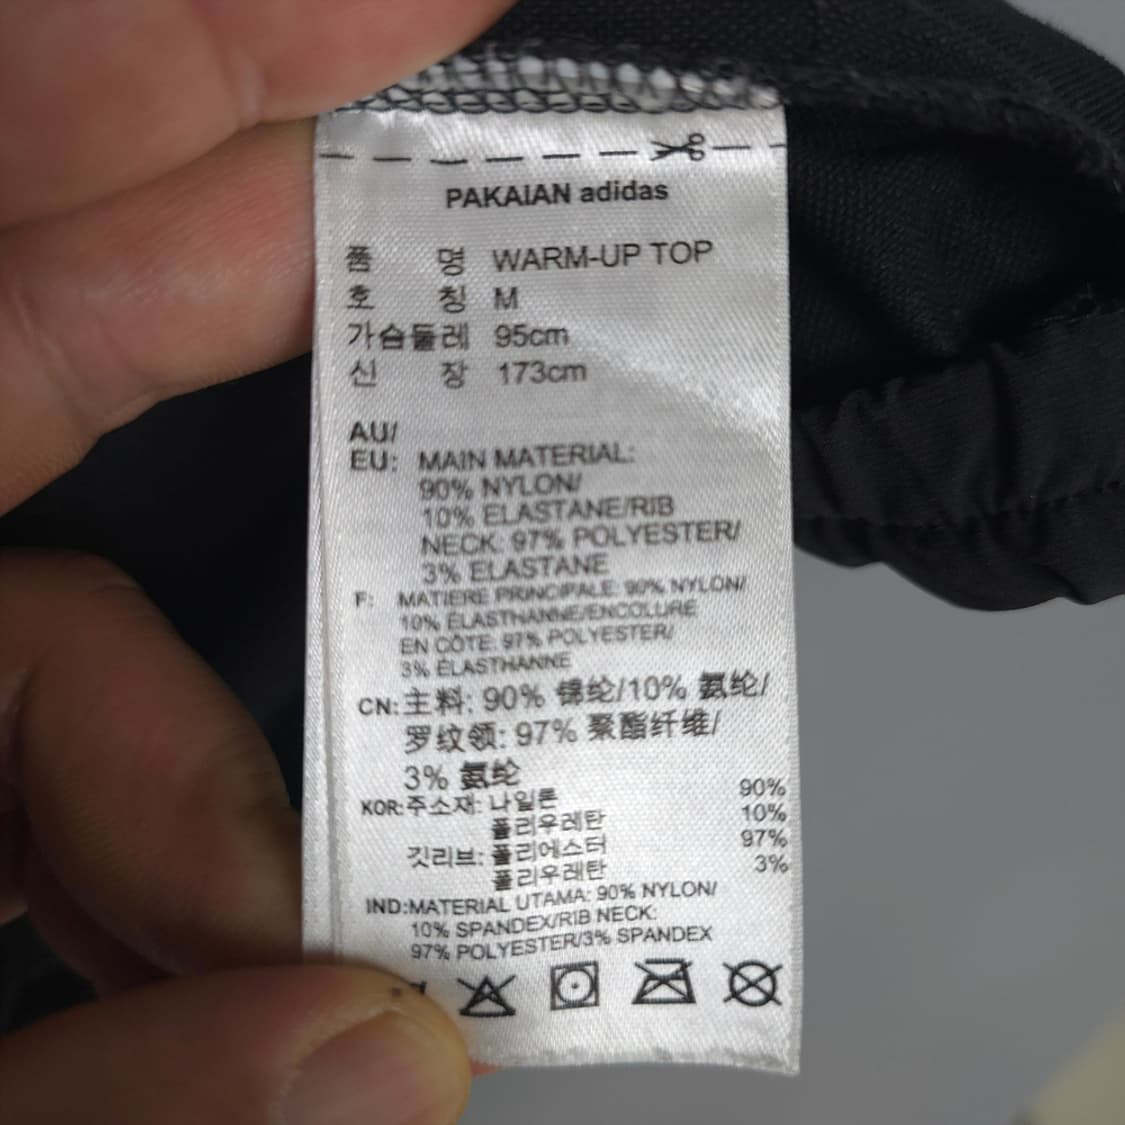 PAKAIAN adidas
품 명 WARM-UP TOP
호 칭 M
가슴둘레 95cm
신 장 173cm
AU/
EU: MAIN MATERIAL:
90% NYLON/
10% ELASTANE/RIB
NECK: 97% POLYESTER/
3% ELASTANE
F: MATIERE PRINCIPALE: 90% NYLON/
10% ÉLASTHANNE/ENCOLURE
EN CÔTE: 97% POLYESTER/
3% ÉLASTHANNE
CN: 主料: 90% 锦纶/10% 氨纶/
罗纹领: 97% 聚酯纤维/
3% 氨纶
KOR: 주소재: 나일론 90%
폴리우레탄 10%
깃리브: 폴리에스터 97%
폴리우레탄 3%
IND: MATERIAL UTAMA: 90% NYLON/
10% SPANDEX/RIB NECK:
97% POLYESTER/3% SPANDEX